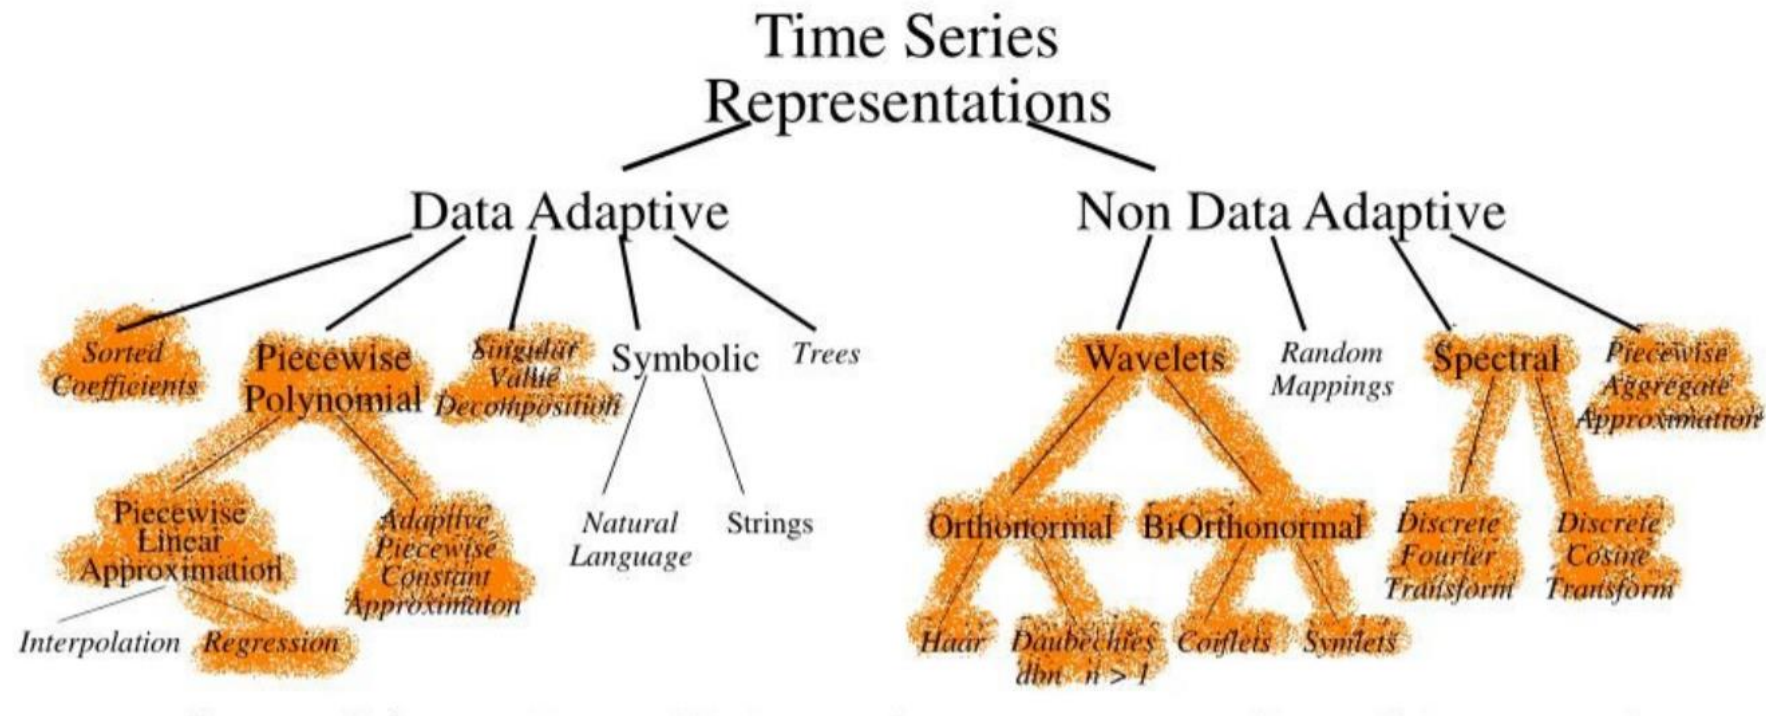 Time Series
Representations
Data Adaptive
Non Data Adaptive
Sorted
Coefficients
Piecewise
Polynomial
Singular
Value
Decomposition
Symbolic
Trees
Wavelets
Random
Mappings
Spectral
Piecewise
Aggregate
Approximation
Piecewise
Linear
Approximation
Adaptive
Piecewise
Constant
Approximaton
Natural
Language
Strings
Orthonormal
BiOrthonormal
Discrete
Fourier
Transform
Discrete
Cosine
Transform
Interpolation
Regression
Haar
Daubechies
dbn n > 1
Coiflets
Symlets